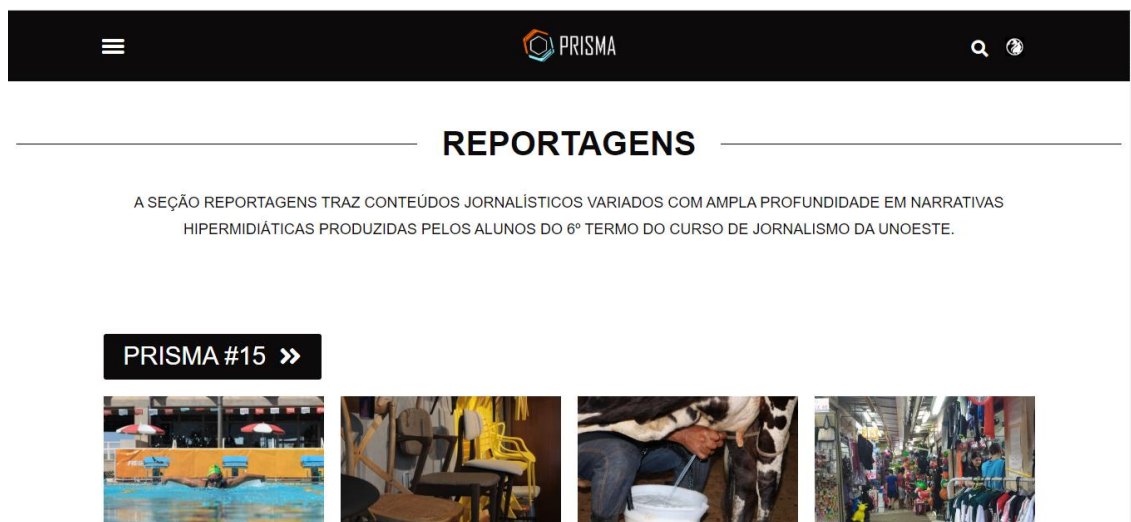 PRISMA
REPORTAGENS
A SEÇÃO REPORTAGENS TRAZ CONTEÚDOS JORNALÍSTICOS VARIADOS COM AMPLA PROFUNDIDADE EM NARRATIVAS
HIPERMIDIÁTICAS PRODUZIDAS PELOS ALUNOS DO 6º TERMO DO CURSO DE JORNALISMO DA UNOESTE.
PRISMA #15